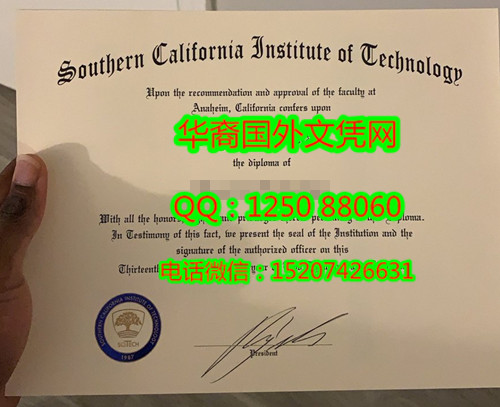 Southern California Institute of Technology
Upon the recommendation and approval of the faculty at
Anaheim, California confers upon
华裔国外文凭网
the diploma of
QQ：1250 88060
With all the honors,
In Testimony of this fact, we present the seal of the Institution and the
signature of the authorized officer on this
电话微信：15207426631
SOUTHERN CALIFORNIA INSTITUTE OF TECHNOLOGY
SCITECH
1987
President